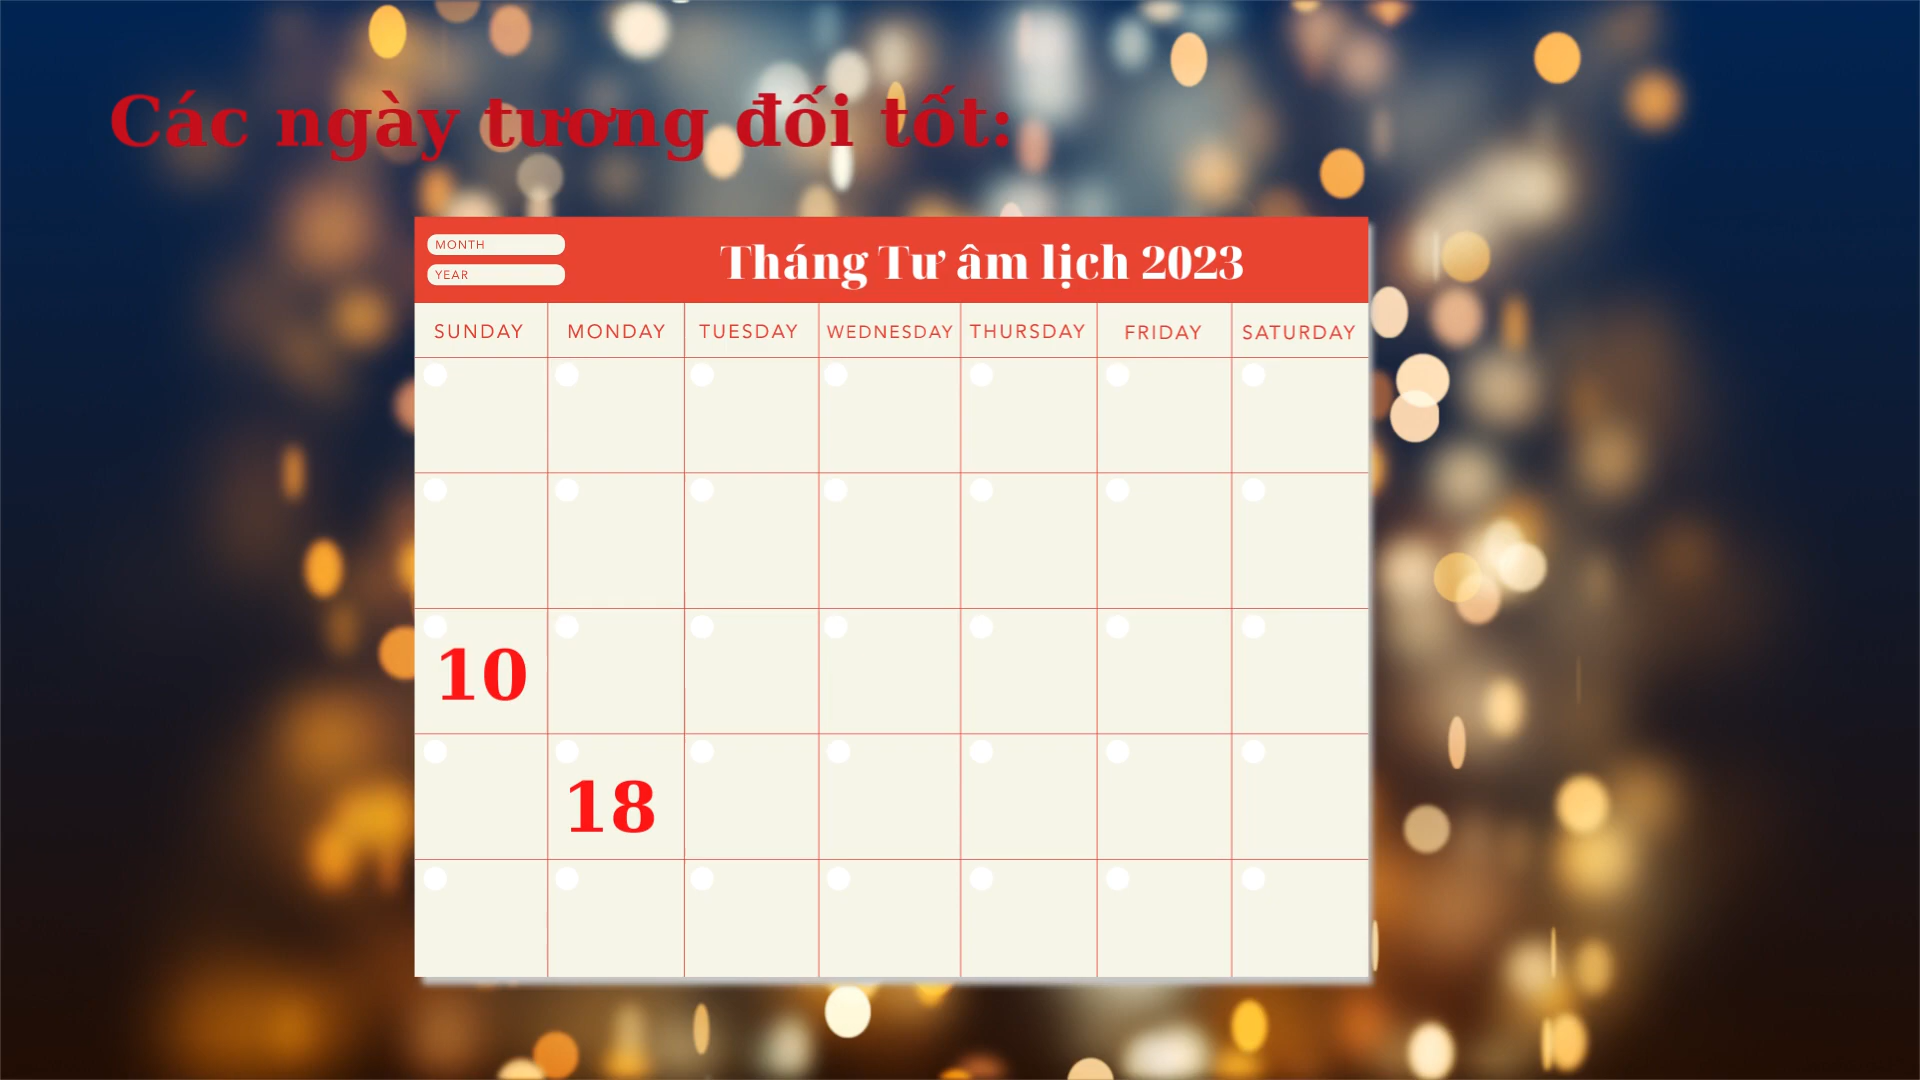 Các ngày tương đối tốt:
MONTH
Tháng Tư âm lịch 2023
YEAR
SUNDAY MONDAY TUESDAY WEDNESDAY THURSDAY FRIDAY SATURDAY
10
18